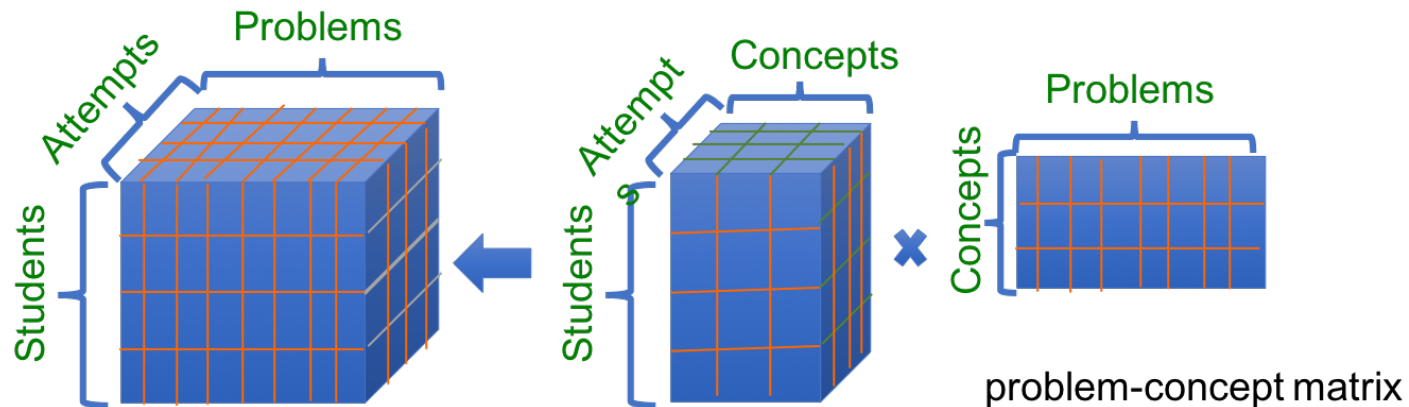 Problems
Attempts
Students
Concepts
Attempt
s
Students
Problems
Concepts
problem-concept matrix